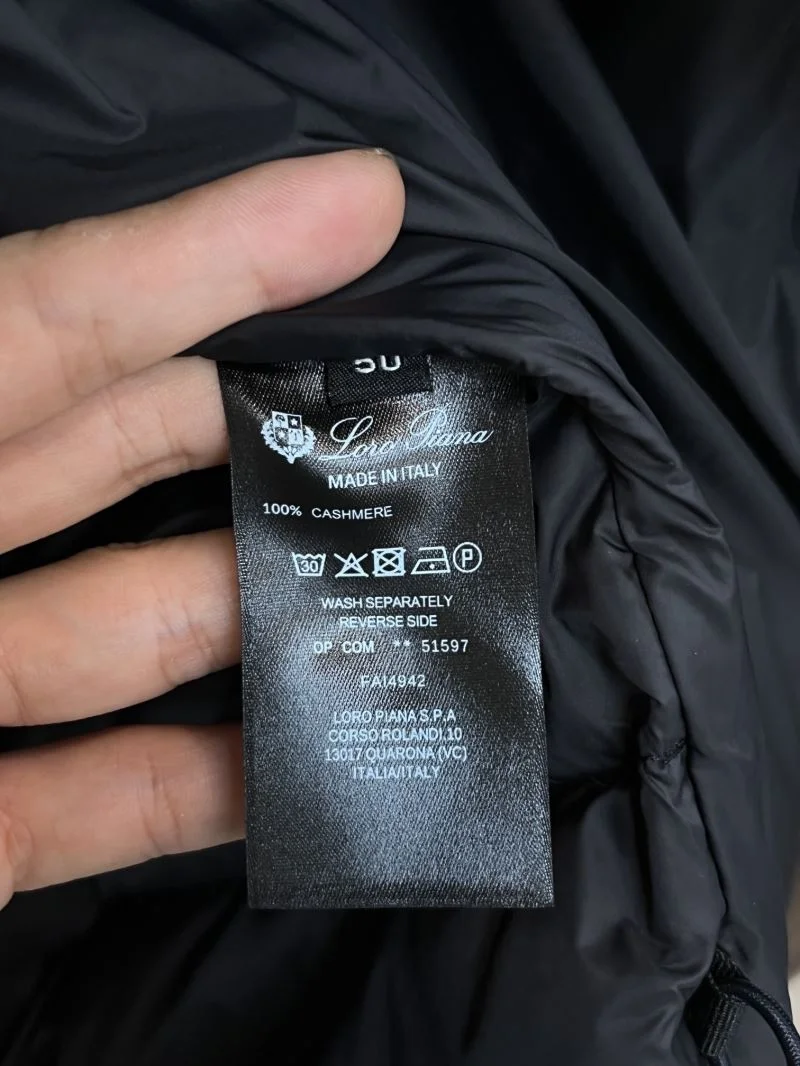 50
Loro Piana
MADE IN ITALY
100% CASHMERE
30 P
WASH SEPARATELY
REVERSE SIDE
OP COM ** 51597
FAI4942
LORO PIANA S.P.A
CORSO ROLANDI.10
13017 QUARONA (VC)
ITALIA/ITALY